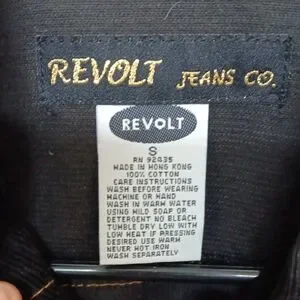 REVOLT JEANS CO.
REVOLT
S
RN 92435
MADE IN HONG KONG
100% COTTON
CARE INSTRUCTIONS
WASH BEFORE WEARING
MACHINE OR HAND
WASH IN WARM WATER
USING MILD SOAP OR
DETERGENT NO BLEACH
TUMBLE DRY LOW WITH
LOW HEAT IF PRESSING
DESIRED USE WARM
NEVER HOT IRON
WASH SEPARATELY